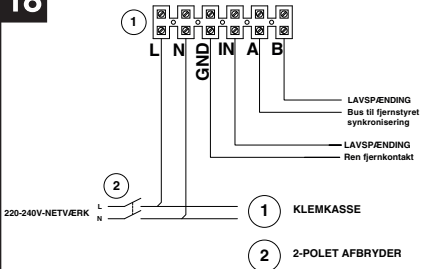 18
1
L N GND IN A B
LAVSPÆNDING
Bus til fjernstyret
synkronisering
LAVSPÆNDING
Ren fjernkontakt
2
220-240V-NETVÆRK
L
N
1 KLEMKASSE
2 2-POLET AFBRYDER